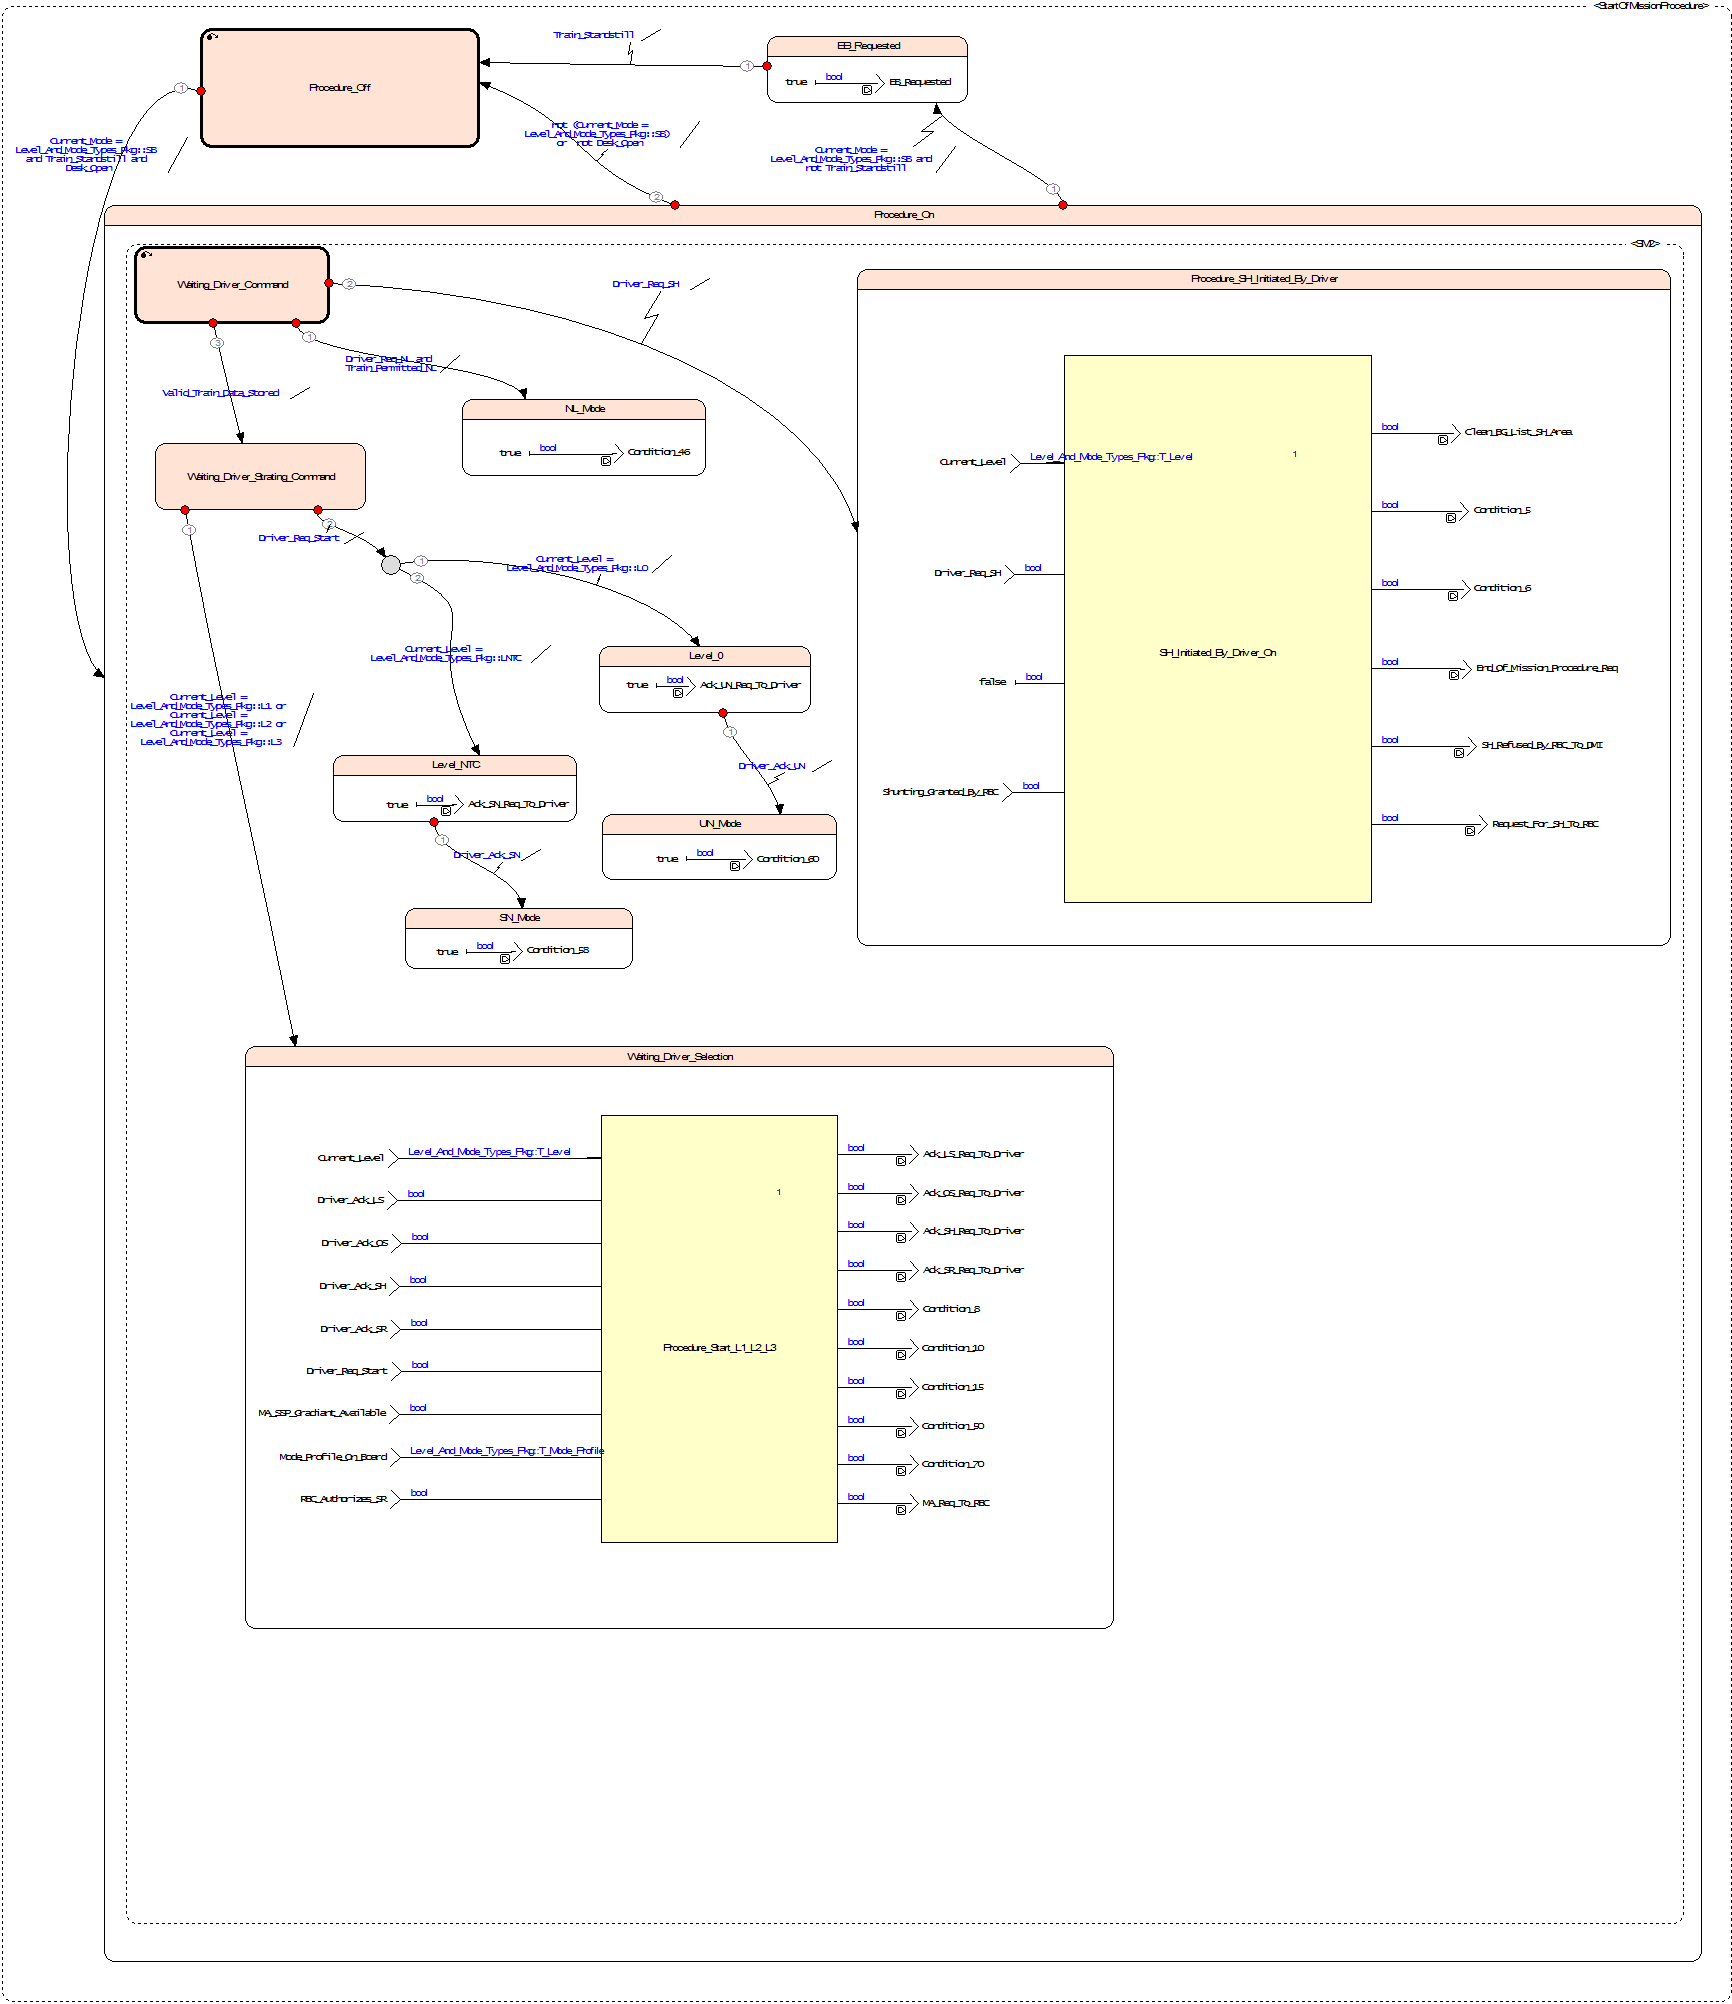 <StartOfMissionProcedure>
Procedure_Off
1
Train_Standstill
1
EB_Requested
true
bool
EB_Requested
Current_Mode =
Level_And_Mode_Types_Pkg::SB
and Train_Standstill and
Desk_Open
not (Current_Mode =
Level_And_Mode_Types_Pkg::SB)
or not Desk_Open
2
Current_Mode =
Level_And_Mode_Types_Pkg::SB and
not Train_Standstill
1
Procedure_On
<SM2>
Waiting_Driver_Command
2
Driver_Req_SH
3
1
Driver_Req_NL and
Train_Permitted_NL
Valid_Train_Data_Stored
NL_Mode
true
bool
Condition_46
Waiting_Driver_Strating_Command
1
2
Driver_Req_Start
1
2
Current_Level =
Level_And_Mode_Types_Pkg::L0
Current_Level =
Level_And_Mode_Types_Pkg::LNTC
Level_0
true
bool
Ack_UN_Req_To_Driver
1
Driver_Ack_UN
Current_Level =
Level_And_Mode_Types_Pkg::L1 or
Current_Level =
Level_And_Mode_Types_Pkg::L2 or
Current_Level =
Level_And_Mode_Types_Pkg::L3
Level_NTC
true
bool
Ack_SN_Req_To_Driver
1
Driver_Ack_SN
UN_Mode
true
bool
Condition_60
SN_Mode
true
bool
Condition_58
Procedure_SH_Initiated_By_Driver
Current_Level
Level_And_Mode_Types_Pkg::T_Level
1
Driver_Req_SH
bool
false
bool
Shunting_Granted_By_RBC
bool
SH_Initiated_By_Driver_On
bool
Clean_BG_List_SH_Area
bool
Condition_5
bool
Condition_6
bool
End_Of_Mission_Procedure_Req
bool
SH_Refused_By_RBC_To_DMI
bool
Request_For_SH_To_RBC
Waiting_Driver_Selection
Current_Level
Level_And_Mode_Types_Pkg::T_Level
Driver_Ack_LS
bool
Driver_Ack_OS
bool
Driver_Ack_SH
bool
Driver_Ack_SR
bool
Driver_Req_Start
bool
MA_SSP_Gradiant_Available
bool
Mode_Profile_On_Board
Level_And_Mode_Types_Pkg::T_Mode_Profile
RBC_Authorizes_SR
bool
1
Procedure_Start_L1_L2_L3
bool
Ack_LS_Req_To_Driver
bool
Ack_OS_Req_To_Driver
bool
Ack_SH_Req_To_Driver
bool
Ack_SR_Req_To_Driver
bool
Condition_8
bool
Condition_10
bool
Condition_15
bool
Condition_50
bool
Condition_70
bool
MA_Req_To_RBC